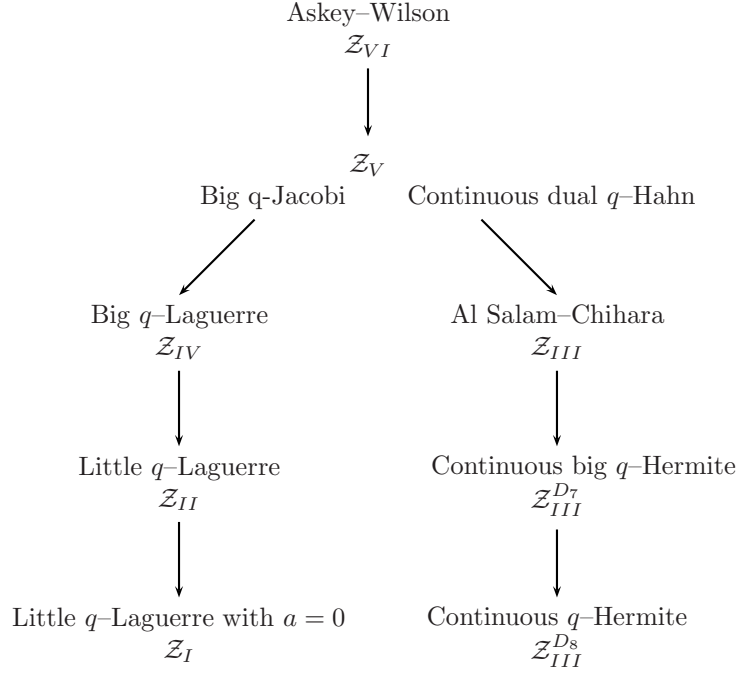 Askey–Wilson
𝒵_{VI}
𝒵_V
Big q-Jacobi Continuous dual q–Hahn
Big q–Laguerre Al Salam–Chihara
𝒵_{IV} 𝒵_{III}
Little q–Laguerre Continuous big q–Hermite
𝒵_{II} 𝒵_{III}^{D_7}
Little q–Laguerre with a = 0 Continuous q–Hermite
𝒵_I 𝒵_{III}^{D_8}